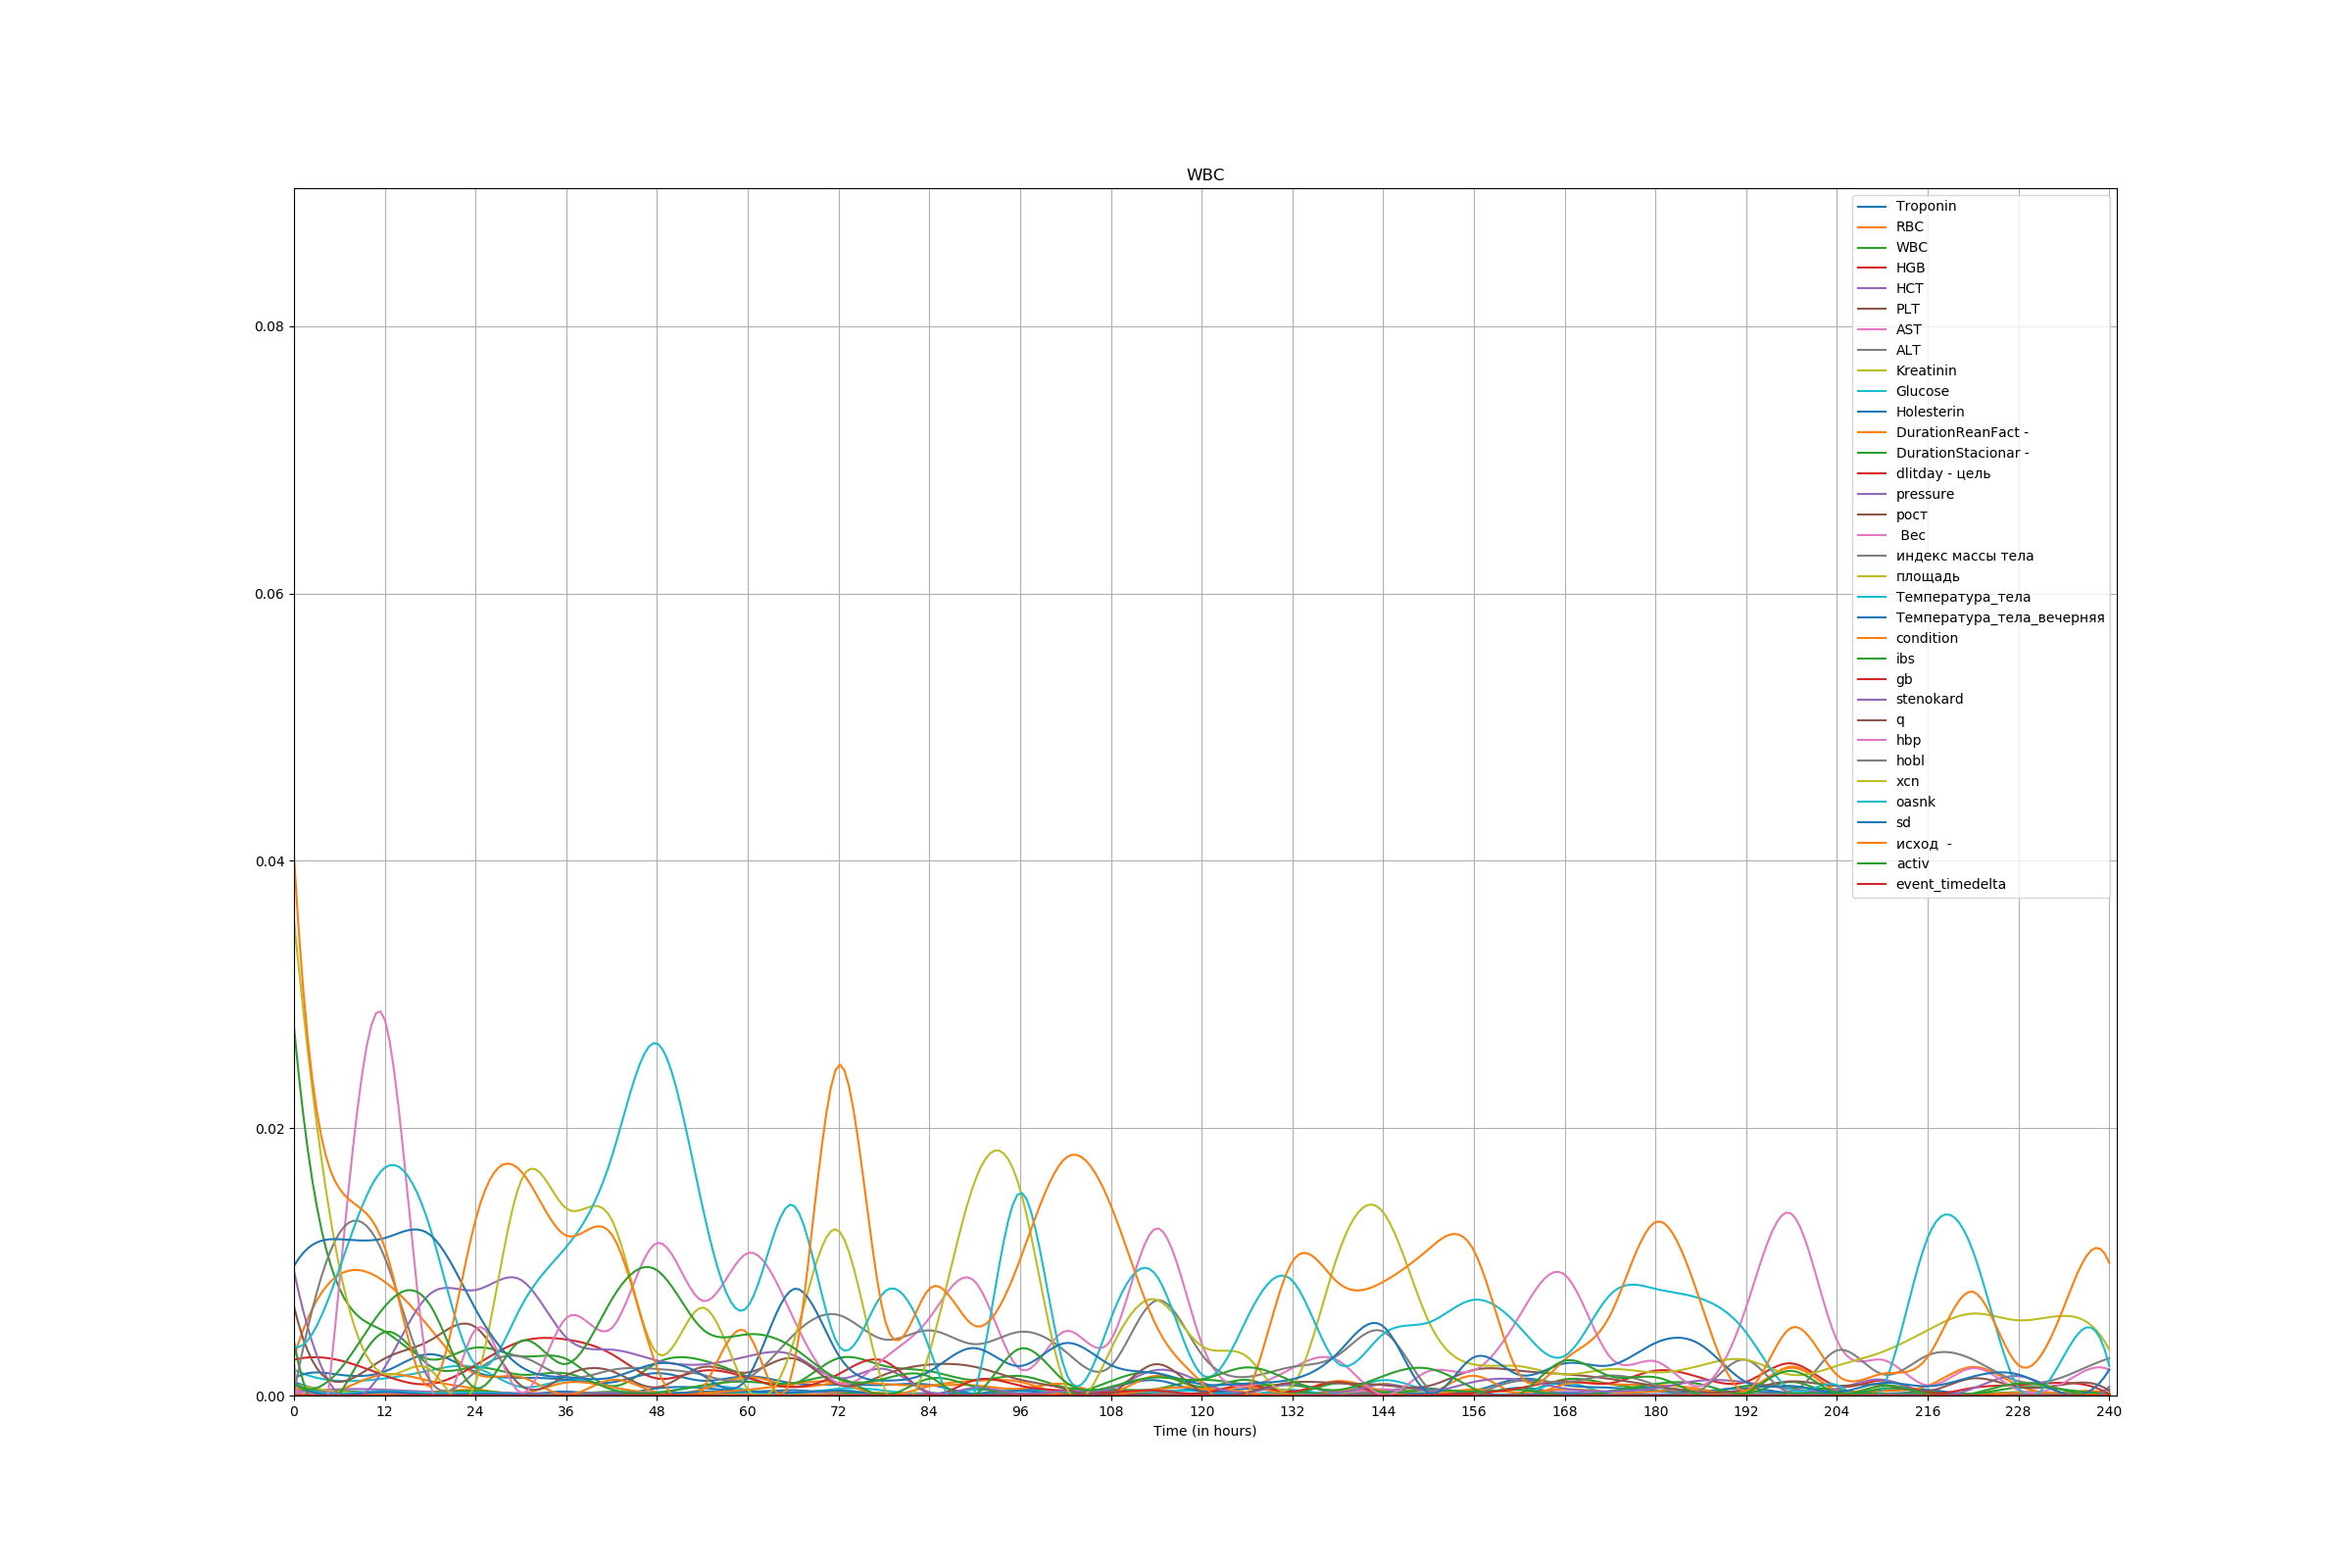 WBC
0.08
0.06
0.04
0.02
0.00
0 12 24 36 48 60 72 84 96 108 120 132 144 156 168 180 192 204 216 228 240
Time (in hours)
Troponin
RBC
WBC
HGB
HCT
PLT
AST
ALT
Kreatinin
Glucose
Holesterin
DurationReanFact -
DurationStacionar -
dlitday - цель
pressure
рост
Вес
индекс массы тела
площадь
Температура_тела
Температура_тела_вечерняя
condition
ibs
gb
stenokard
q
hbp
hobl
xcn
oasnk
sd
исход  -
activ
event_timedelta